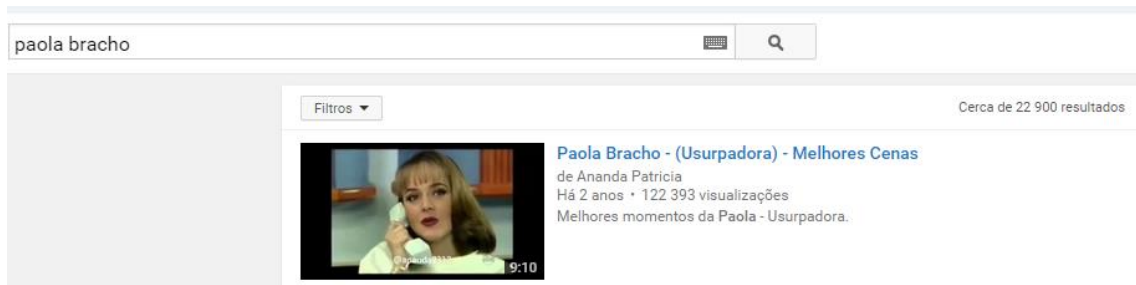 paola bracho
Filtros
Cerca de 22 900 resultados
Paola Bracho - (Usurpadora) - Melhores Cenas
de Ananda Patricia
Há 2 anos • 122 393 visualizações
Melhores momentos da Paola - Usurpadora.
9:10